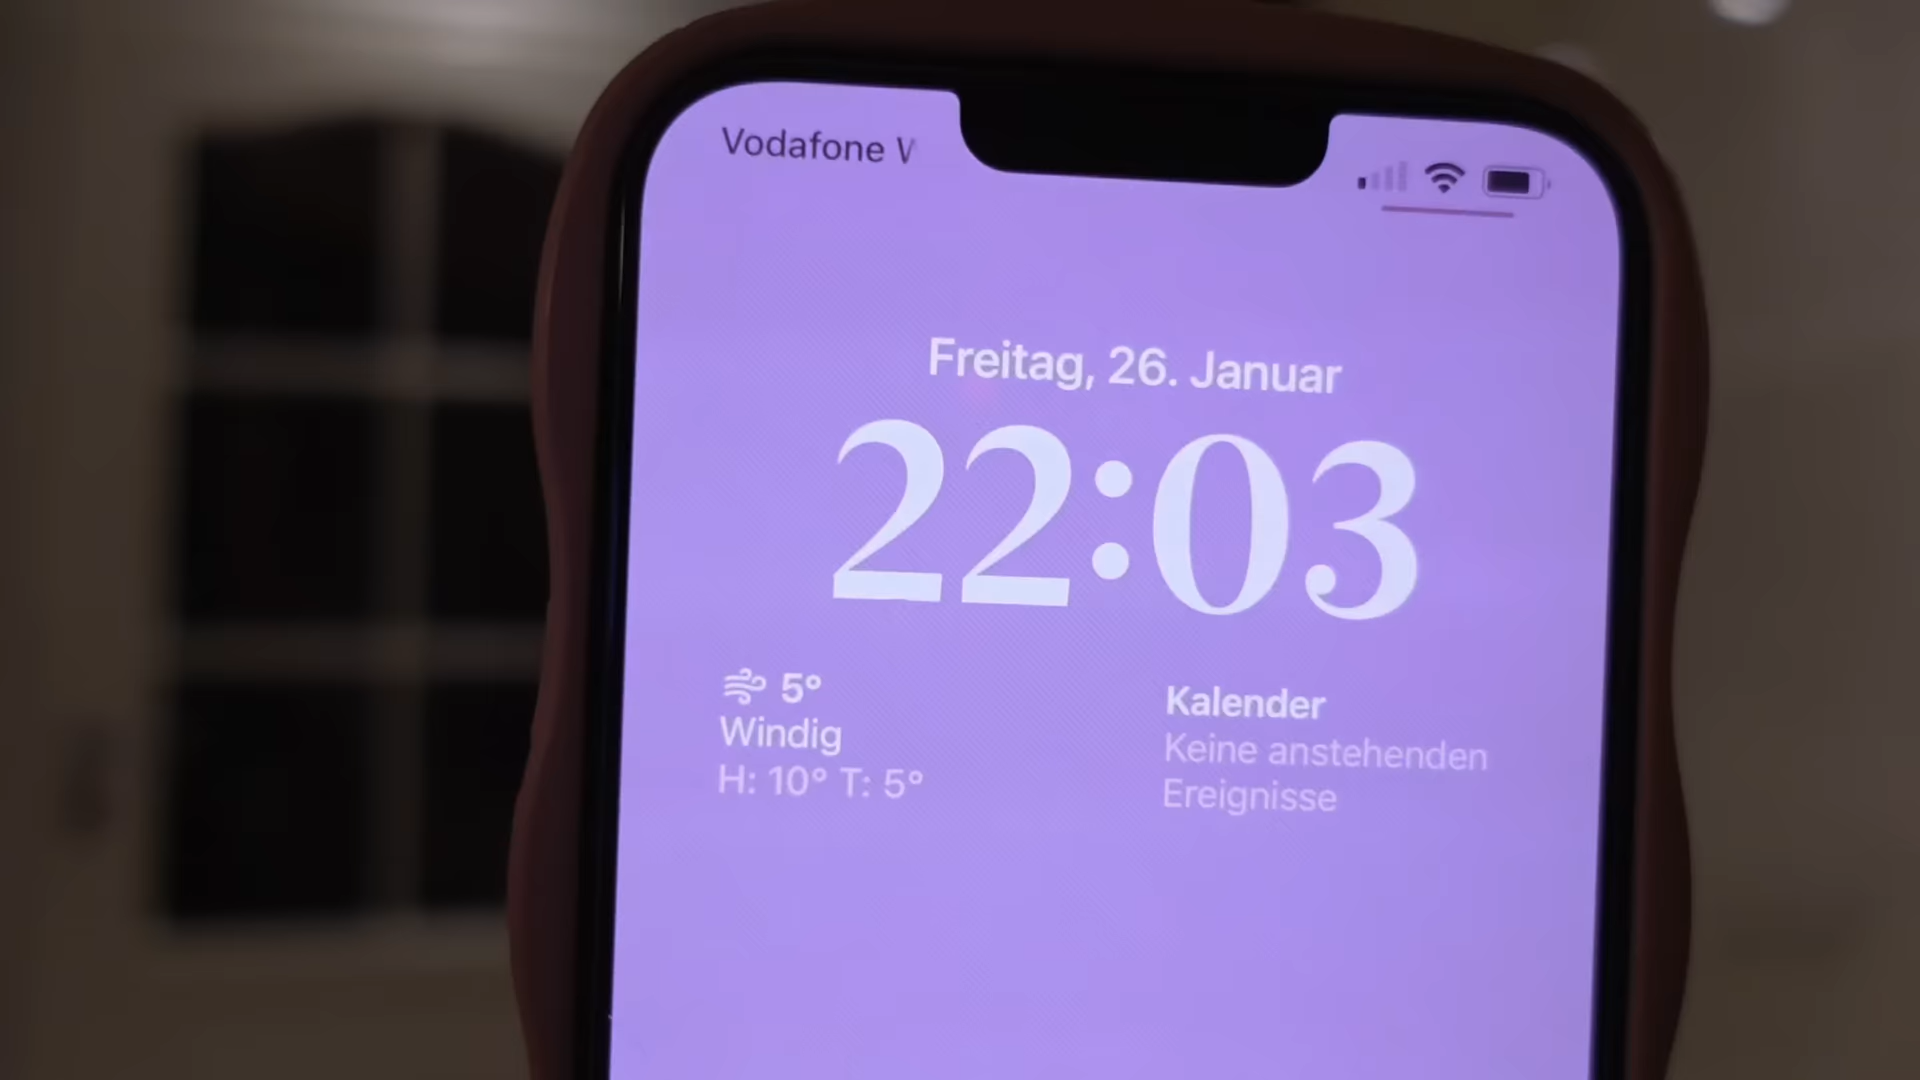 Vodafone W
Freitag, 26. Januar
22:03
5°
Windig
H: 10° T: 5°
Kalender
Keine anstehenden
Ereignisse